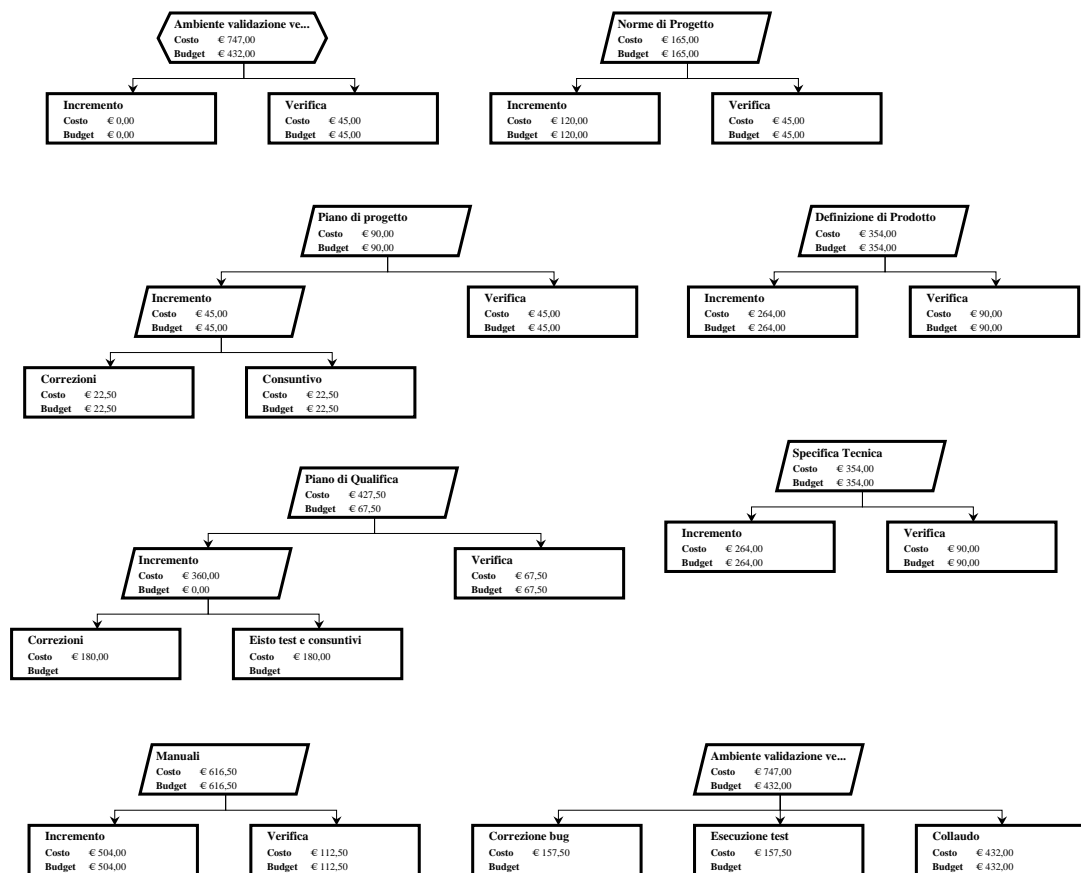 Ambiente validazione ve...
Costo € 747,00
Budget € 432,00
Incremento
Costo € 0,00
Budget € 0,00
Verifica
Costo € 45,00
Budget € 45,00
Norme di Progetto
Costo € 165,00
Budget € 165,00
Incremento
Costo € 120,00
Budget € 120,00
Verifica
Costo € 45,00
Budget € 45,00
Piano di progetto
Costo € 90,00
Budget € 90,00
Incremento
Costo € 45,00
Budget € 45,00
Verifica
Costo € 45,00
Budget € 45,00
Correzioni
Costo € 22,50
Budget € 22,50
Consuntivo
Costo € 22,50
Budget € 22,50
Definizione di Prodotto
Costo € 354,00
Budget € 354,00
Incremento
Costo € 264,00
Budget € 264,00
Verifica
Costo € 90,00
Budget € 90,00
Piano di Qualifica
Costo € 427,50
Budget € 67,50
Incremento
Costo € 360,00
Budget € 0,00
Verifica
Costo € 67,50
Budget € 67,50
Correzioni
Costo € 180,00
Budget
Eisto test e consuntivi
Costo € 180,00
Budget
Specifica Tecnica
Costo € 354,00
Budget € 354,00
Incremento
Costo € 264,00
Budget € 264,00
Verifica
Costo € 90,00
Budget € 90,00
Manuali
Costo € 616,50
Budget € 616,50
Incremento
Costo € 504,00
Budget € 504,00
Verifica
Costo € 112,50
Budget € 112,50
Ambiente validazione ve...
Costo € 747,00
Budget € 432,00
Correzione bug
Costo € 157,50
Budget
Esecuzione test
Costo € 157,50
Budget
Collaudo
Costo € 432,00
Budget € 432,00